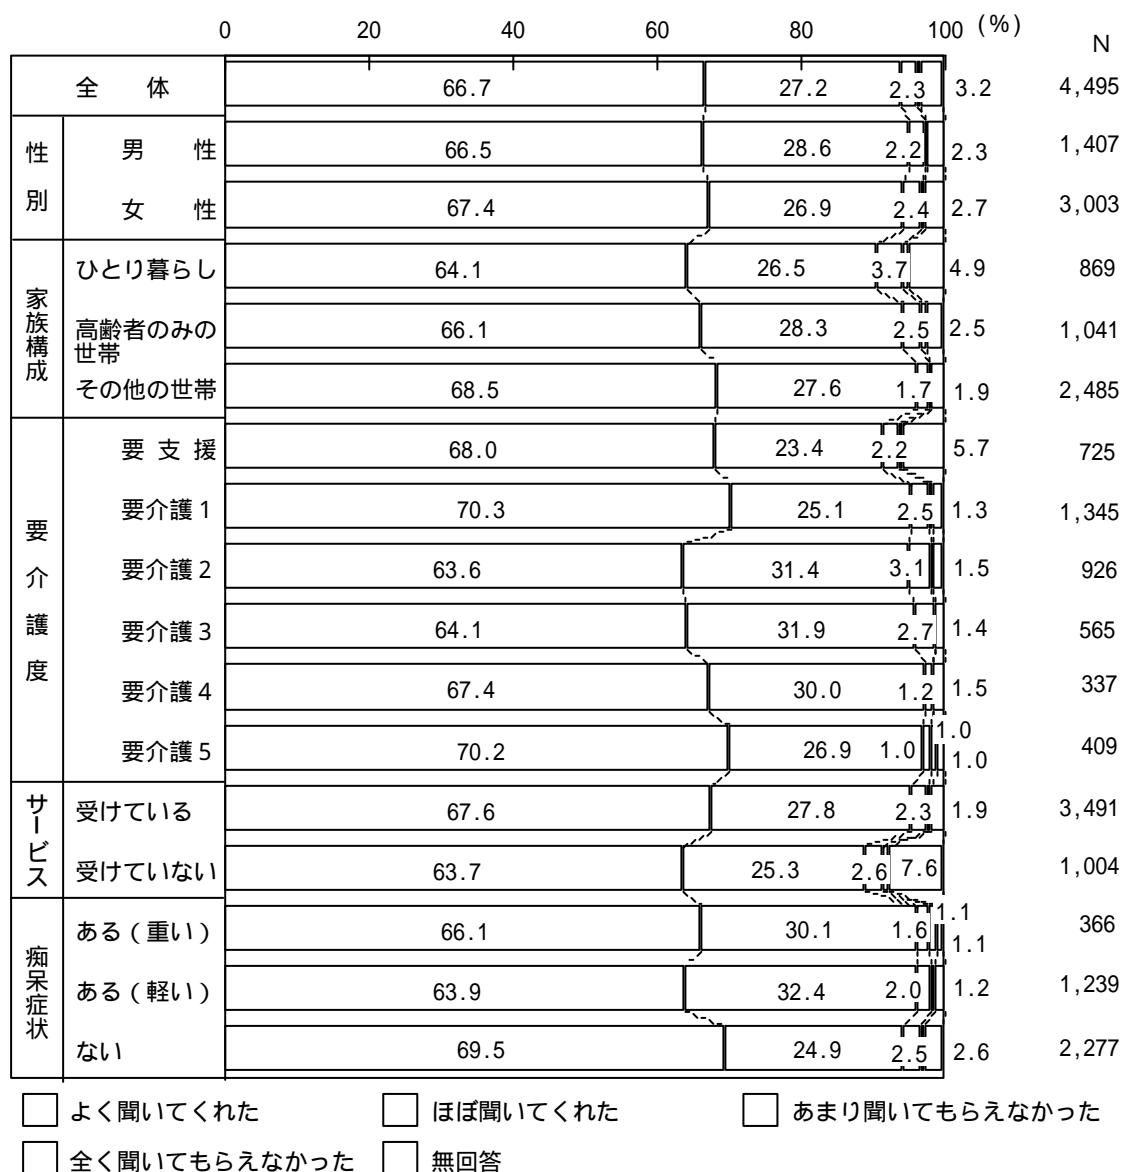 0 20 40 60 80 100 (%)
N
全 体 66.7 27.2 2.3 3.2 4,495
性別
男 性 66.5 28.6 2.2 2.3 1,407
女 性 67.4 26.9 2.4 2.7 3,003
家族構成
ひとり暮らし 64.1 26.5 3.7 4.9 869
高齢者のみの 66.1 28.3 2.5 2.5 1,041
世帯
その他の世帯 68.5 27.6 1.7 1.9 2,485
要介護度
要 支 援 68.0 23.4 2.2 5.7 725
要介護1 70.3 25.1 2.5 1.3 1,345
要介護2 63.6 31.4 3.1 1.5 926
要介護3 64.1 31.9 2.7 1.4 565
要介護4 67.4 30.0 1.2 1.5 337
要介護5 70.2 26.9 1.0 1.0 1.0 409
サービス
受けている 67.6 27.8 2.3 1.9 3,491
受けていない 63.7 25.3 2.6 7.6 1,004
痴呆症状
ある(重い) 66.1 30.1 1.6 1.1 1.1 366
ある(軽い) 63.9 32.4 2.0 1.2 1,239
ない 69.5 24.9 2.5 2.6 2,277
よく聞いてくれた ほぼ聞いてくれた あまり聞いてもらえなかった
全く聞いてもらえなかった 無回答